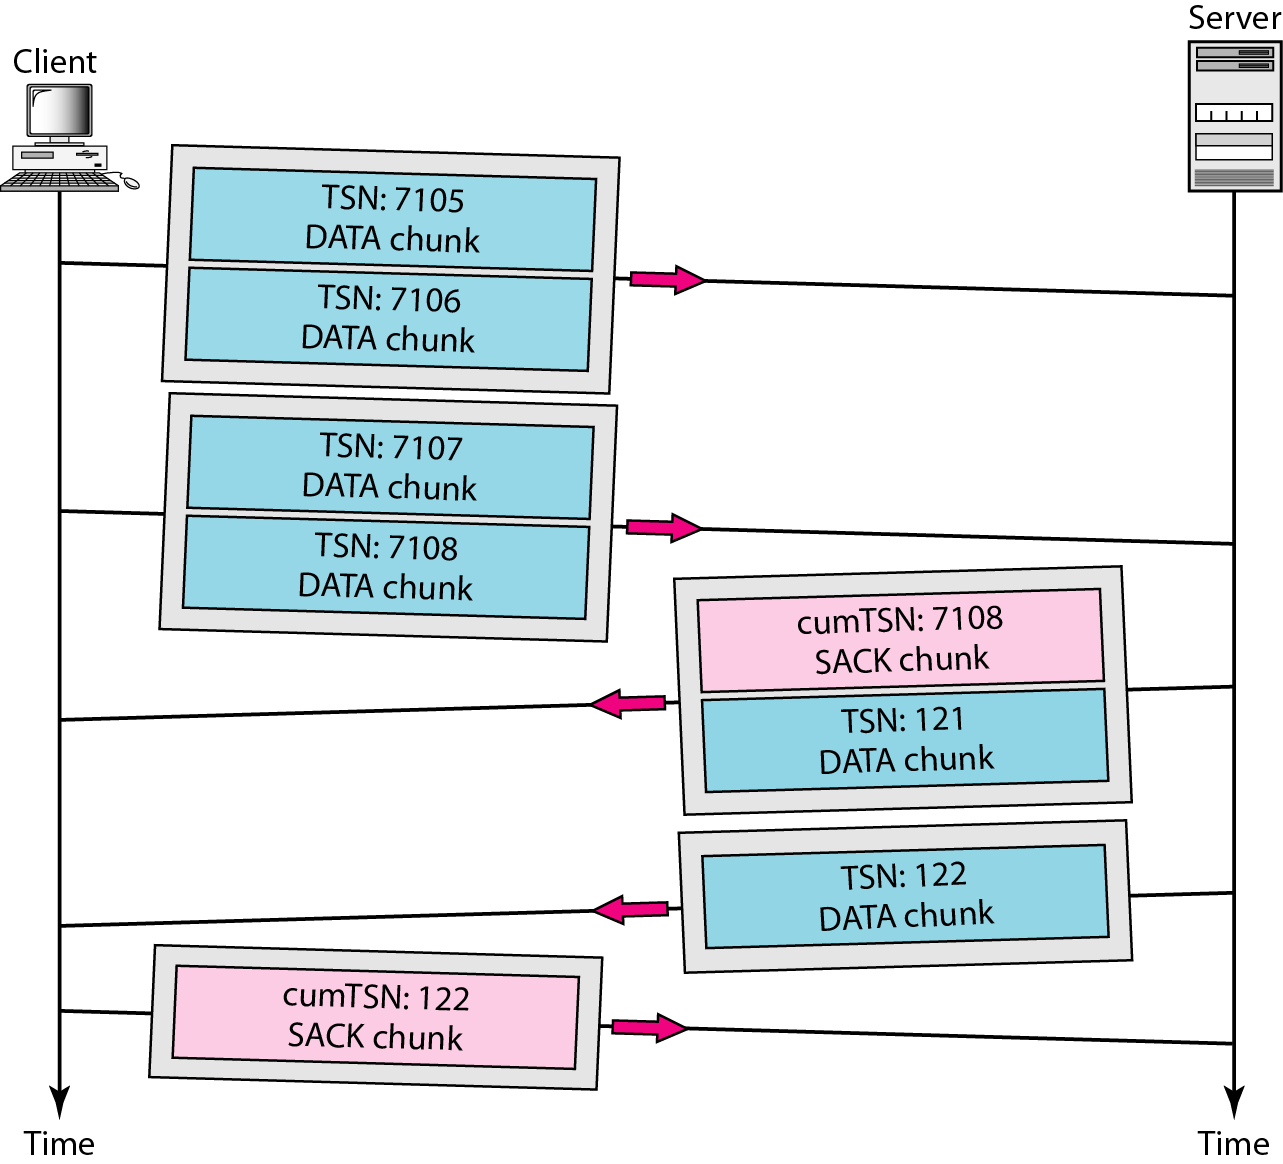 Server
Client
TSN: 7105
DATA chunk
TSN: 7106
DATA chunk
TSN: 7107
DATA chunk
TSN: 7108
DATA chunk
cumTSN: 7108
SACK chunk
TSN: 121
DATA chunk
TSN: 122
DATA chunk
cumTSN: 122
SACK chunk
Time
Time